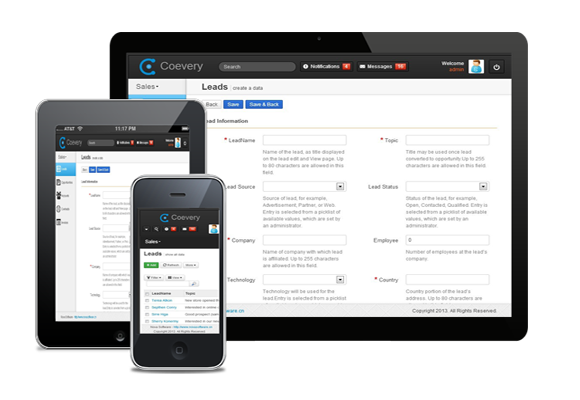 Coevery
Search
Notifications 4
Messages 10
Welcome
admin
Sales
Leads create a data
Back Save Save & Back
Lead Information
* LeadName
* Topic
Name of the lead, as title displayed
on the lead edit and View page. Up to
80 characters are allowed in this
field.
Title may be used once lead
converted to opportunity Up to 255
characters are allowed in this field.
Lead Source
Lead Status
Source of lead, for example,
Advertisement, Partner, or Web.
Entry is selected from a picklist of
available values, which are set by
an administrator.
Status of the lead, for example,
Open, Contacted, Qualified. Entry is
selected from a picklist of available
values, which are set by an
administrator.
* Company
Employee
0
Name of company with which lead
is affiliated. Up to 255 characters
are allowed in this field.
Number of employees at the lead's
company.
Technology
* Country
Technology will be used for the
lead.Entry is selected from a picklist
Country portion of the lead's
address. Up to 80 characters are
ware.cn
Copyright 2013. All Rights Reserved.
AT&T
11:17 PM
Coevery
Leads
Coevery
Sales
Leads show all data
LeadName Topic
Copyright 2013. All Rights Reserved.